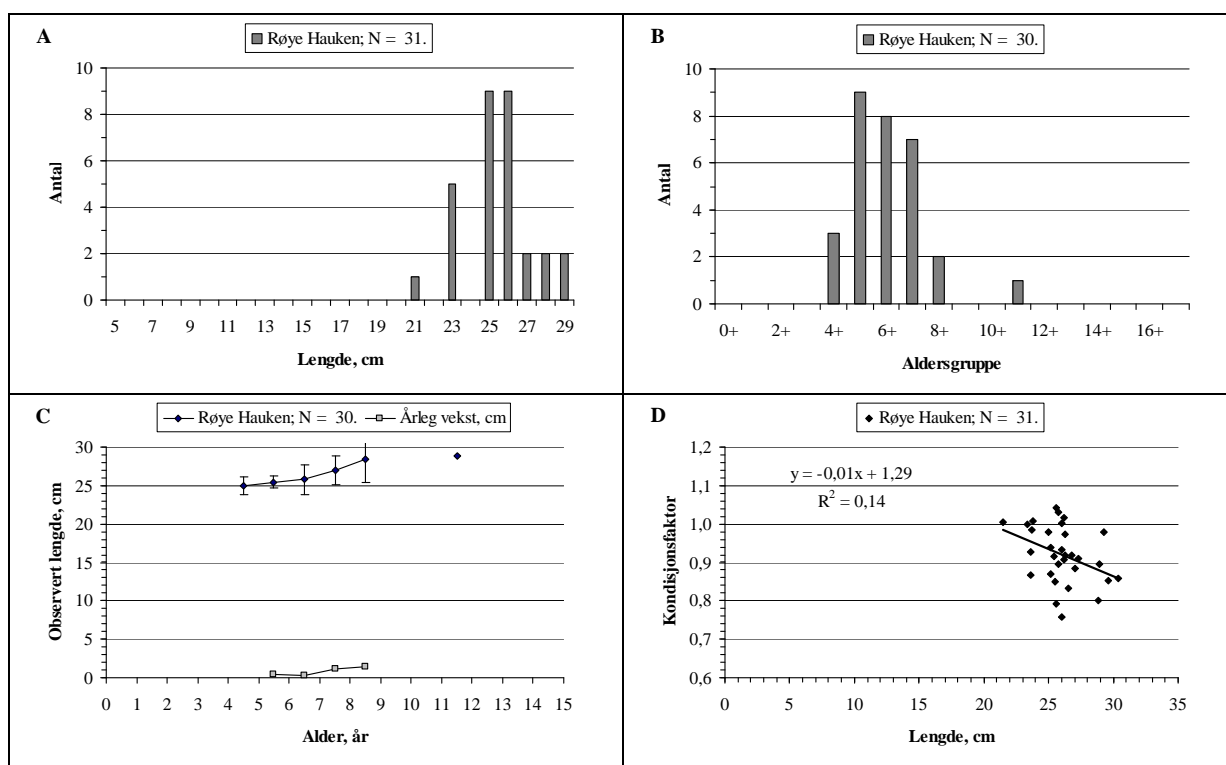 A
Røye Hauken; N = 31.
Antal
10
8
6
4
2
0
5 7 9 11 13 15 17 19 21 23 25 27 29
Lengde, cm
B
Røye Hauken; N = 30.
Antal
10
8
6
4
2
0
0+ 2+ 4+ 6+ 8+ 10+ 12+ 14+ 16+
Aldersgruppe
C
Røye Hauken; N = 30. Årleg vekst, cm
Observert lengde, cm
30
25
20
15
10
5
0
0 1 2 3 4 5 6 7 8 9 10 11 12 13 14 15
Alder, år
D
Røye Hauken; N = 31.
y = -0,01x + 1,29
R² = 0,14
Kondisjonsfaktor
1,2
1,1
1,0
0,9
0,8
0,7
0,6
0 5 10 15 20 25 30 35
Lengde, cm